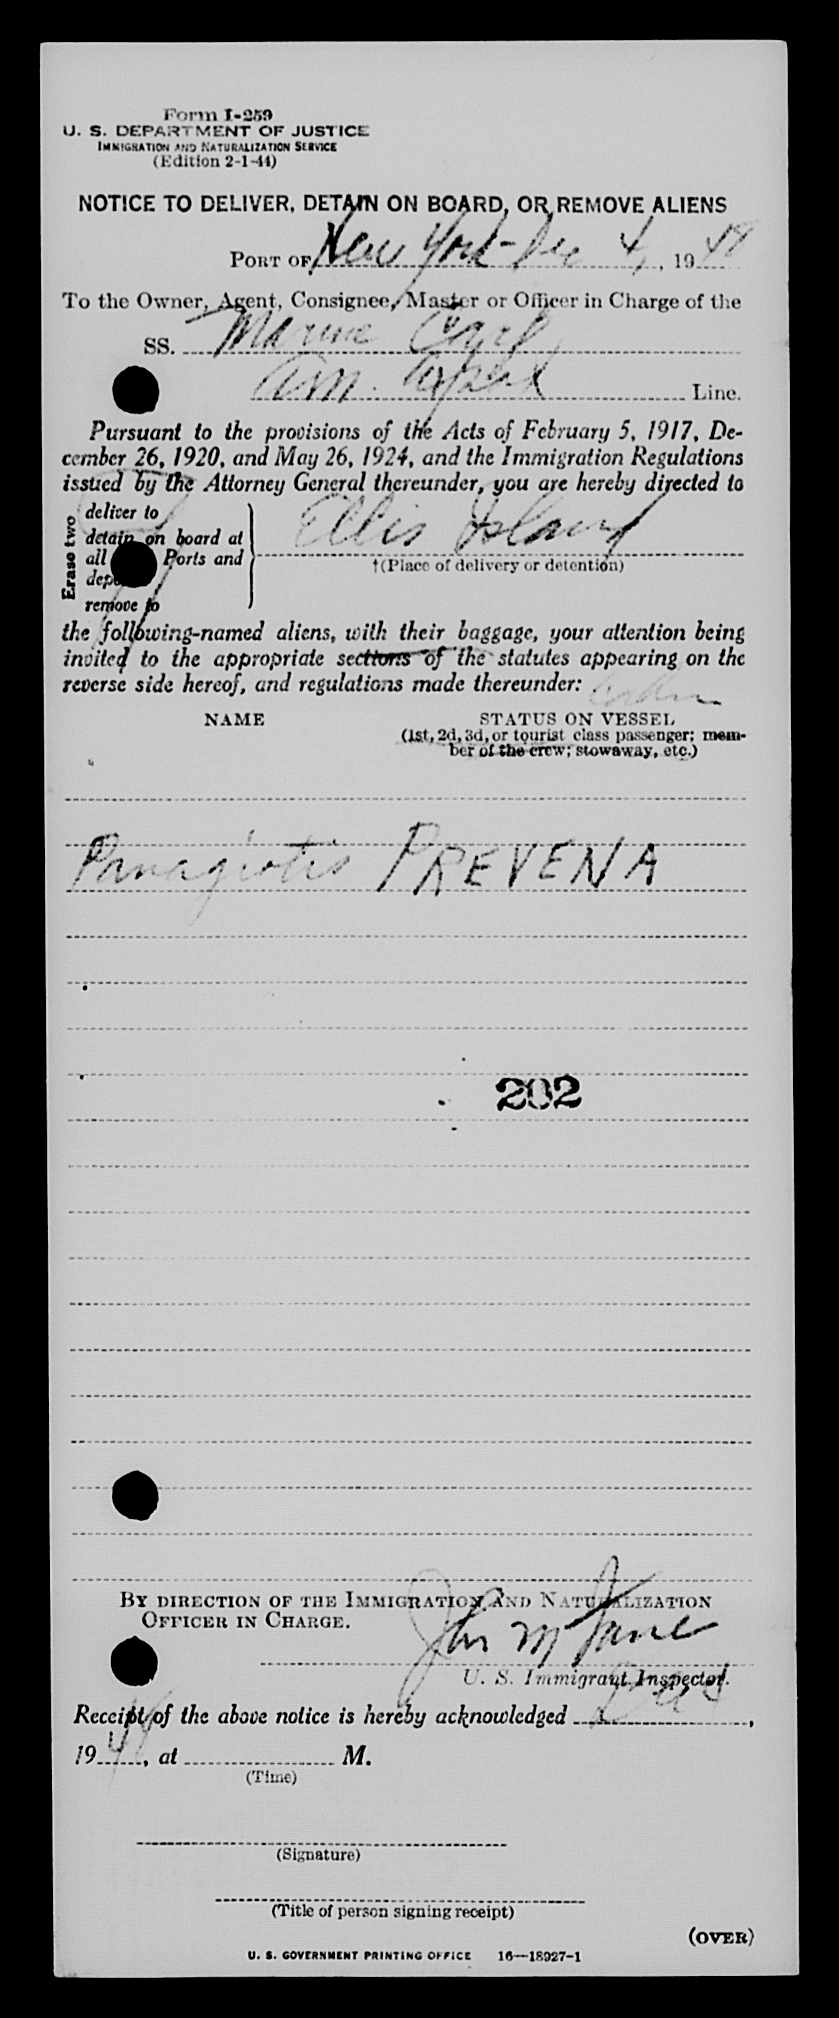 Form I-259
U. S. DEPARTMENT OF JUSTICE
IMMIGRATION AND NATURALIZATION SERVICE
(Edition 2-1-44)
NOTICE TO DELIVER, DETAIN ON BOARD, OR REMOVE ALIENS
PORT OF New York - Dec 4, 19 48
To the Owner, Agent, Consignee, Master or Officer in Charge of the
SS. Marine Carp
Am. Export Line.
Pursuant to the provisions of the Acts of February 5, 1917, De-
cember 26, 1920, and May 26, 1924, and the Immigration Regulations
issued by the Attorney General thereunder, you are hereby directed to
Erase two
deliver to
detain on board at
all Ports and
remove to
Ellis Island
†(Place of delivery or detention)
the following-named aliens, with their baggage, your attention being
invited to the appropriate sections of the statutes appearing on the
reverse side hereof, and regulations made thereunder:
NAME STATUS ON VESSEL
(1st, 2d, 3d, or tourist class passenger; mem-
ber of the crew; stowaway, etc.)
Panagiotis PREVENA
202
BY DIRECTION OF THE IMMIGRATION AND NATURALIZATION
OFFICER IN CHARGE.
John M
U. S. Immigrant Inspector.
Receipt of the above notice is hereby acknowledged ,
19 , at M.
(Time)
(Signature)
(Title of person signing receipt)
(OVER)
U. S. GOVERNMENT PRINTING OFFICE 16—18927-1